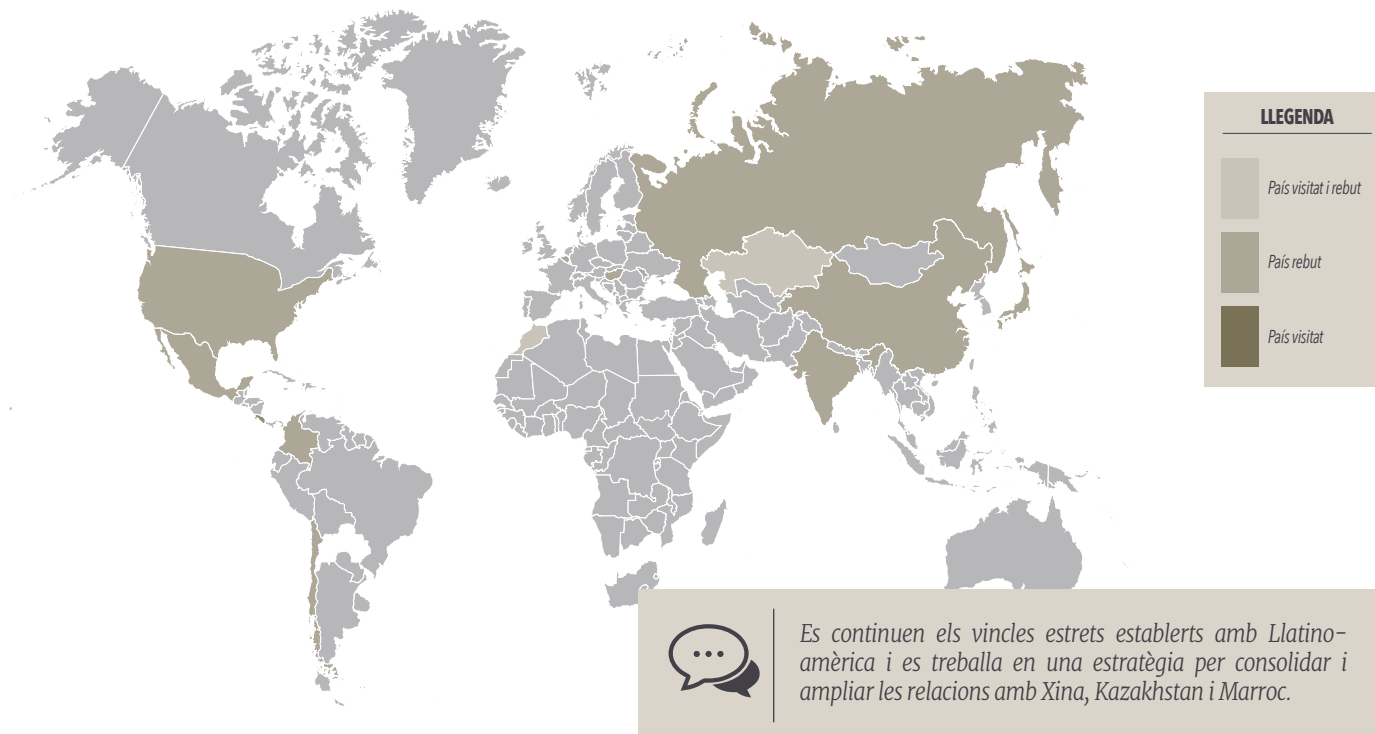 LLEGENDA
País visitat i rebut
País rebut
País visitat
Es continuen els vincles estrets establerts amb Llatino-
amèrica i es treballa en una estratègia per consolidar i
ampliar les relacions amb Xina, Kazakhstan i Marroc.